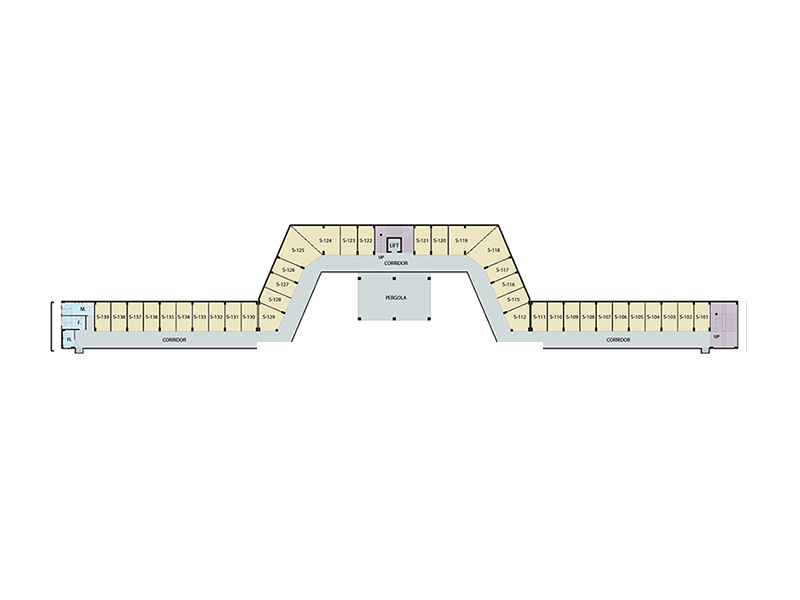 S-124
S-123
S-122
LIFT
S-121
S-120
S-119
S-125
S-118
UP
CORRIDOR
S-126
S-117
S-127
S-116
S-128
PERGOLA
S-115
M.
S-139
S-138
S-137
S-136
S-135
S-134
S-133
S-132
S-131
S-130
S-129
S-112
S-111
S-110
S-109
S-108
S-107
S-106
S-105
S-104
S-103
S-102
S-101
F.
H.
CORRIDOR
CORRIDOR
UP